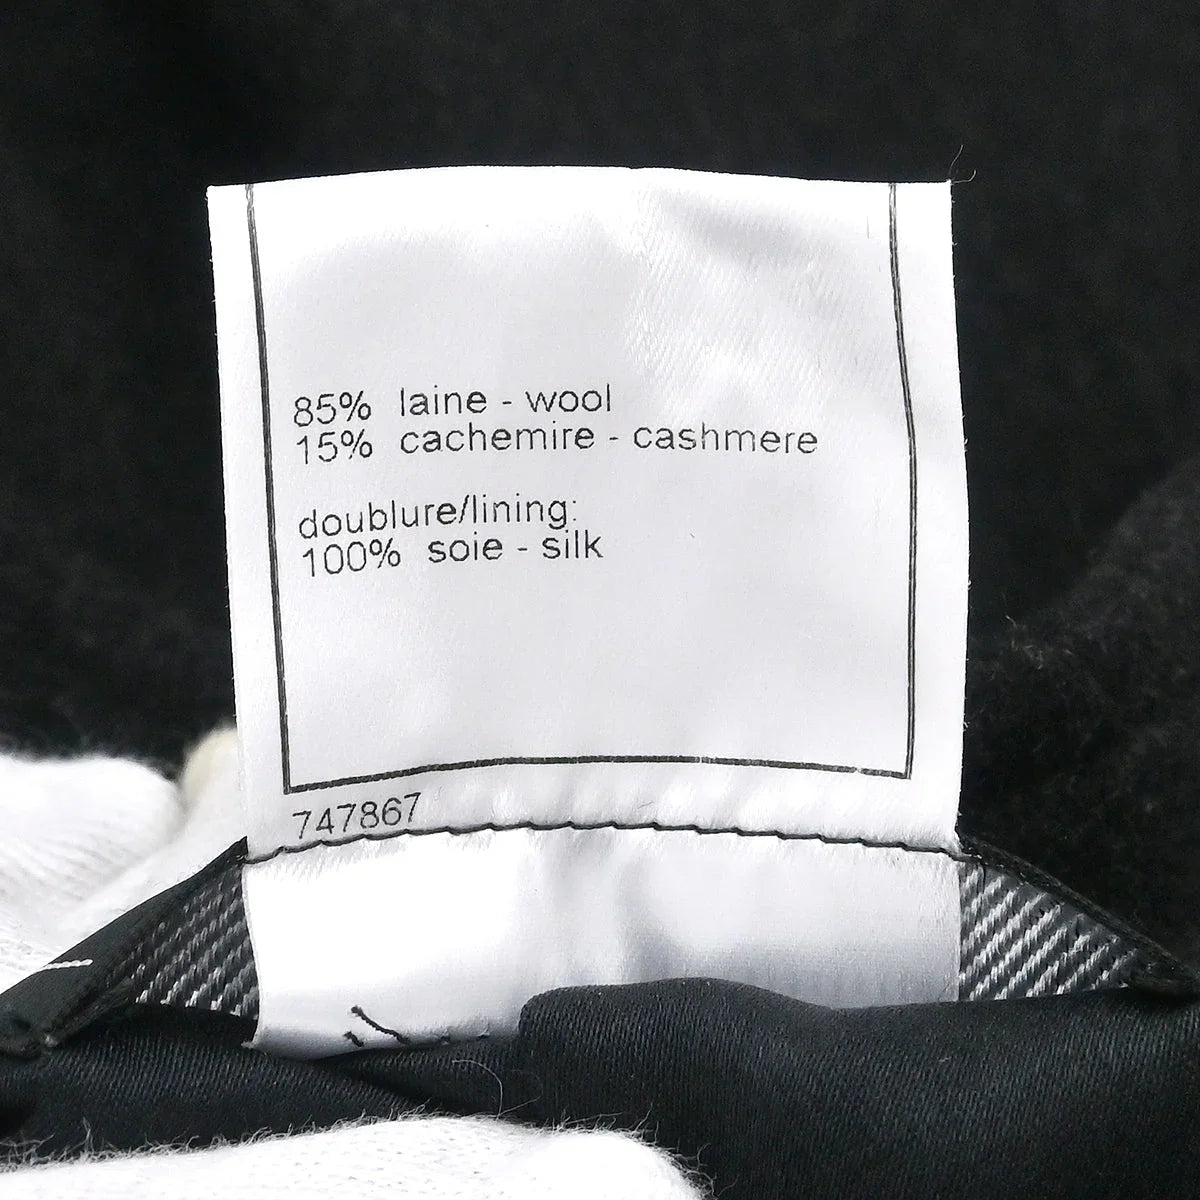 85% laine - wool
15% cachemire - cashmere
doublure/lining:
100% soie - silk
747867